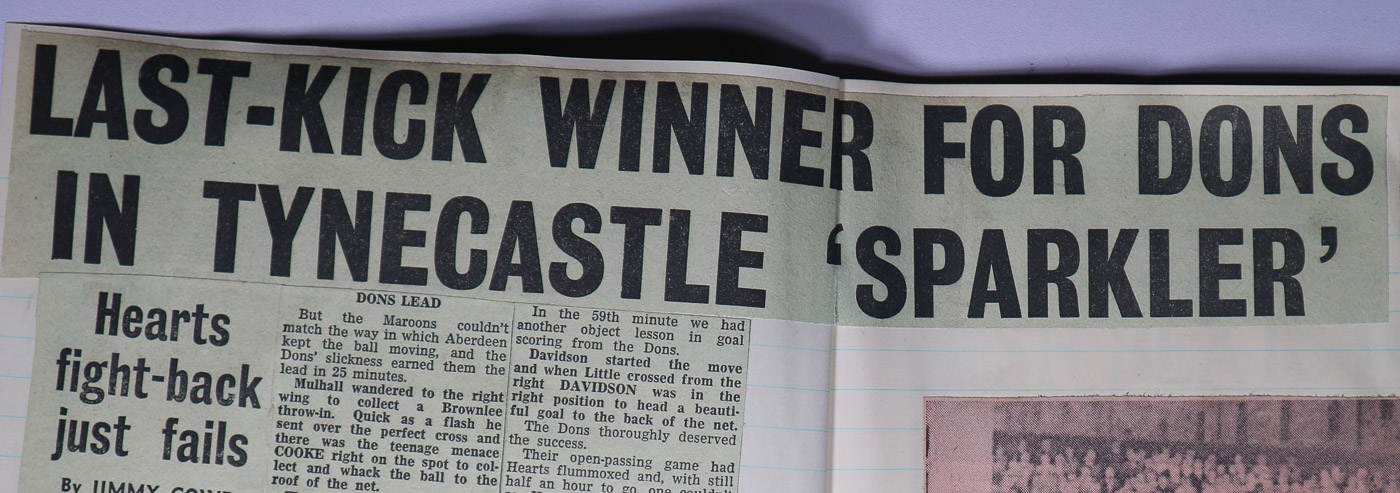 LAST-KICK WINNER FOR DONS
IN TYNECASTLE ‘SPARKLER’
Hearts
fight-back
just fails
By JIMMY
DONS LEAD
But the Maroons couldn't
match the way in which Aberdeen
kept the ball moving, and the
Dons' slickness earned them the
lead in 25 minutes.
Mulhall wandered to the right
wing to collect a Brownlee
throw-in. Quick as a flash he
sent over the perfect cross and
there was the teenage menace
COOKE right on the spot to col-
lect and whack the ball to the
roof of the net.
In the 59th minute we had
another object lesson in goal
scoring from the Dons.
Davidson started the move
and when Little crossed from the
right DAVIDSON was in the
right position to head a beauti-
ful goal to the back of the net.
The Dons thoroughly deserved
the success.
Their open-passing game had
Hearts flummoxed and, with still
half an hour to go, one couldn't